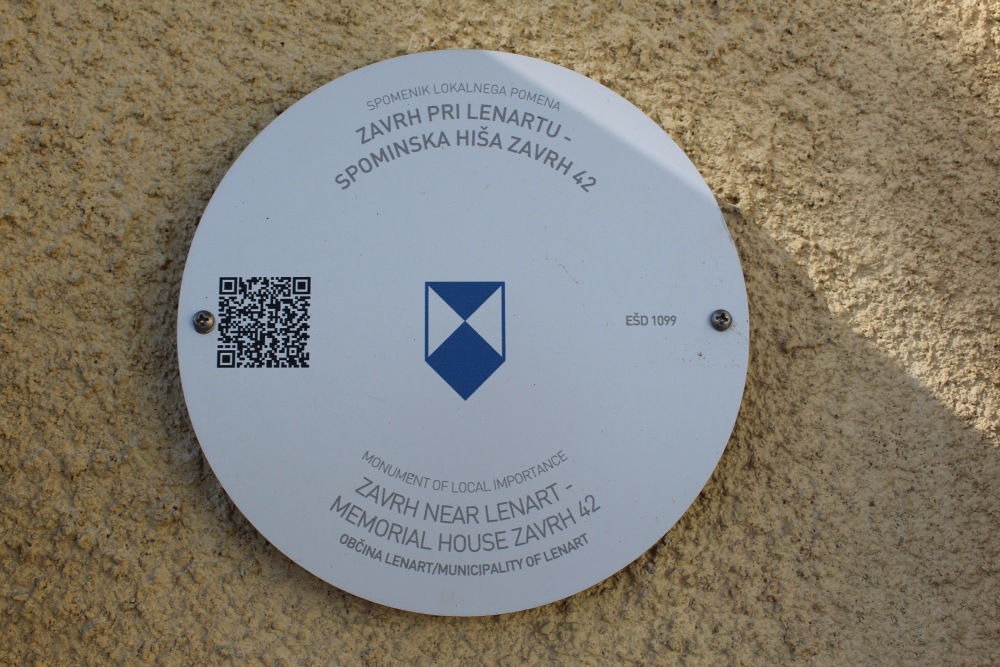 SPOMENIK LOKALNEGA POMENA
ZAVRH PRI LENARTU -
SPOMINSKA HIŠA ZAVRH 42
EŠD 1099
MONUMENT OF LOCAL IMPORTANCE
ZAVRH NEAR LENART -
MEMORIAL HOUSE ZAVRH 42
OBČINA LENART/MUNICIPALITY OF LENART